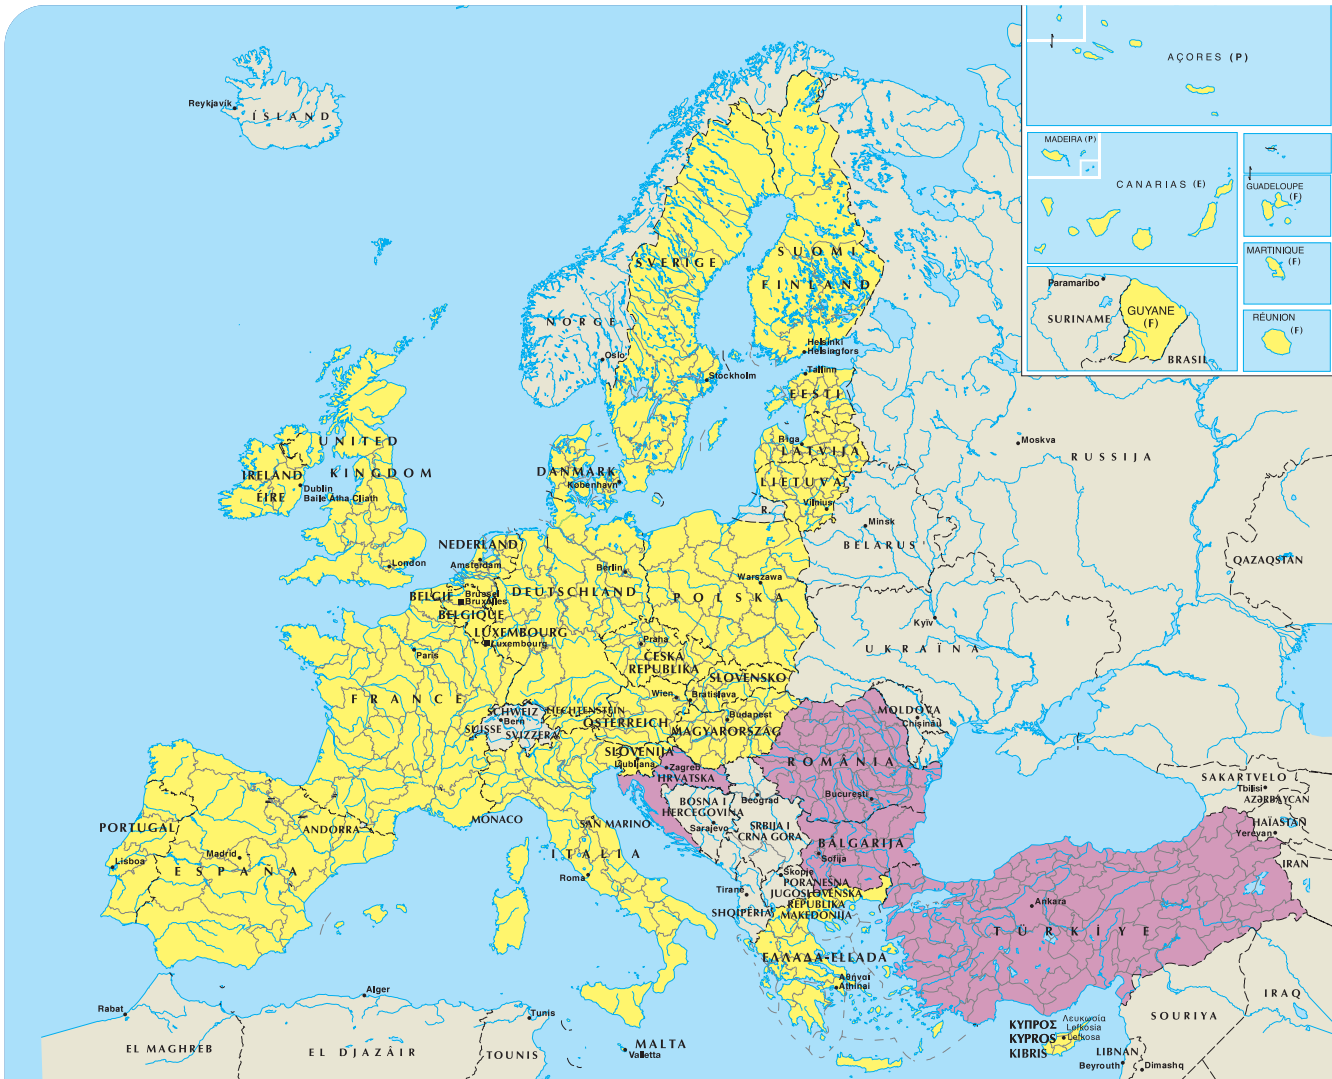 Reykjavík
ÍSLAND
AÇORES (P)
MADEIRA (P)
CANARIAS (E)
GUADELOUPE
(F)
MARTINIQUE
(F)
RÉUNION
(F)
Paramaribo
SURINAME
GUYANE
(F)
BRASIL
SVERIGE
SUOMI
FINLAND
NORGE
Oslo
Helsinki
Helsingfors
Stockholm
Tallinn
EESTI
Riga
LATVIJA
LIETUVA
Vilnius
R.
Moskva
RUSSIJA
Minsk
BELARUS
QAZAQSTAN
UNITED
KINGDOM
IRELAND
ÉIRE
Dublin
Baile Átha Cliath
London
DANMARK
København
NEDERLAND
Amsterdam
Berlin
DEUTSCHLAND
Warszawa
POLSKA
BELGIË
Brussel
Bruxelles
BELGIQUE
LUXEMBOURG
Luxembourg
Kyïv
UKRAÏNA
Praha
ČESKÁ
REPUBLIKA
Paris
FRANCE
SLOVENSKO
Wien
Bratislava
SCHWEIZ
LIECHTENSTEIN
Bern
SUISSE
SVIZZERA
ÖSTERREICH
Budapest
MAGYARORSZÁG
MOLDOVA
Chişinău
SLOVENIJA
Ljubljana
Zagreb
HRVATSKA
ROMÂNIA
Bucureşti
SAKARTVELO
Tbilisi
AZƏRBAYCAN
HAÏASTAN
Yerevan
IRAN
BOSNA I
HERCEGOVINA
Sarajevo
Beograd
SRBIJA I
CRNA GORA
BĂLGARIJA
Sofija
PORTUGAL
Lisboa
Madrid
ESPAÑA
ANDORRA
MONACO
SAN MARINO
ITALIA
Roma
Skopje
PORANEŠNA
JUGOSLOVENSKA
REPUBLIKA
MAKEDONIJA
Tiranë
SHQIPËRIA
Ankara
TÜRKİYE
ΕΛΛΑΔΑ-ELLADA
Αθήναι
Athinai
Rabat
EL MAGHREB
Alger
EL DJAZÁIR
Tunis
TOUNIS
MALTA
Valletta
ΚΥΠΡΟΣ
KYPROS
KIBRIS
Λευκωσία
Lefkosia
Lefkosa
LIBNAN
Beyrouth
Dimashq
SOURIYA
IRAQ